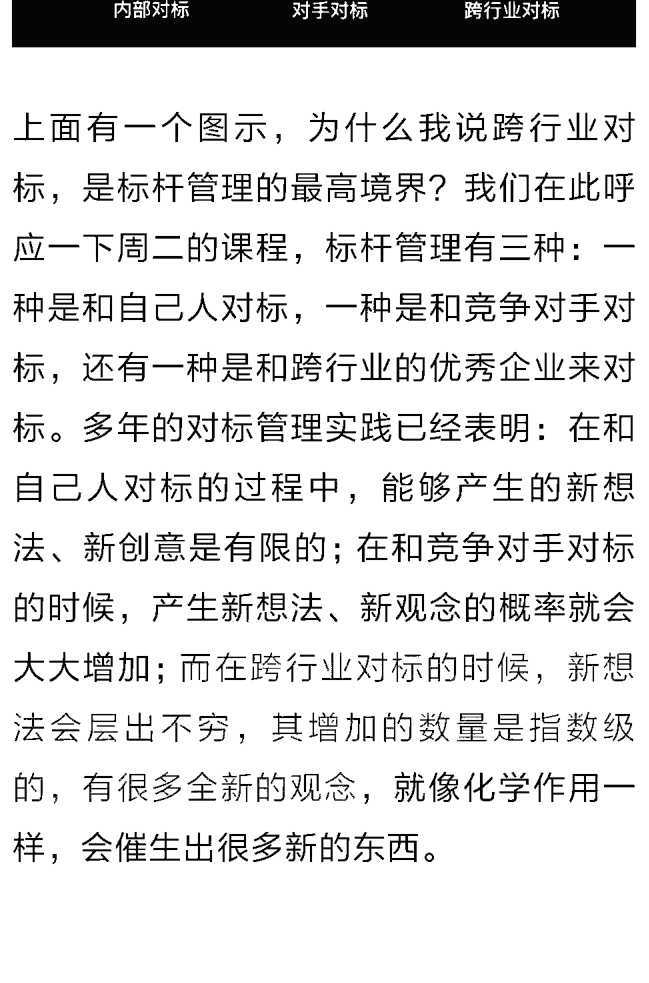 内部对标 对手对标 跨行业对标
上面有一个图示，为什么我说跨行业对
标，是标杆管理的最高境界？我们在此呼
应一下周二的课程，标杆管理有三种：一
种是和自己人对标，一种是和竞争对手对
标，还有一种是和跨行业的优秀企业来对
标。多年的对标管理实践已经表明：在和
自己人对标的过程中，能够产生的新想
法、新创意是有限的；在和竞争对手对标
的时候，产生新想法、新观念的概率就会
大大增加；而在跨行业对标的时候，新想
法会层出不穷，其增加的数量是指数级
的，有很多全新的观念，就像化学作用一
样，会催生出很多新的东西。